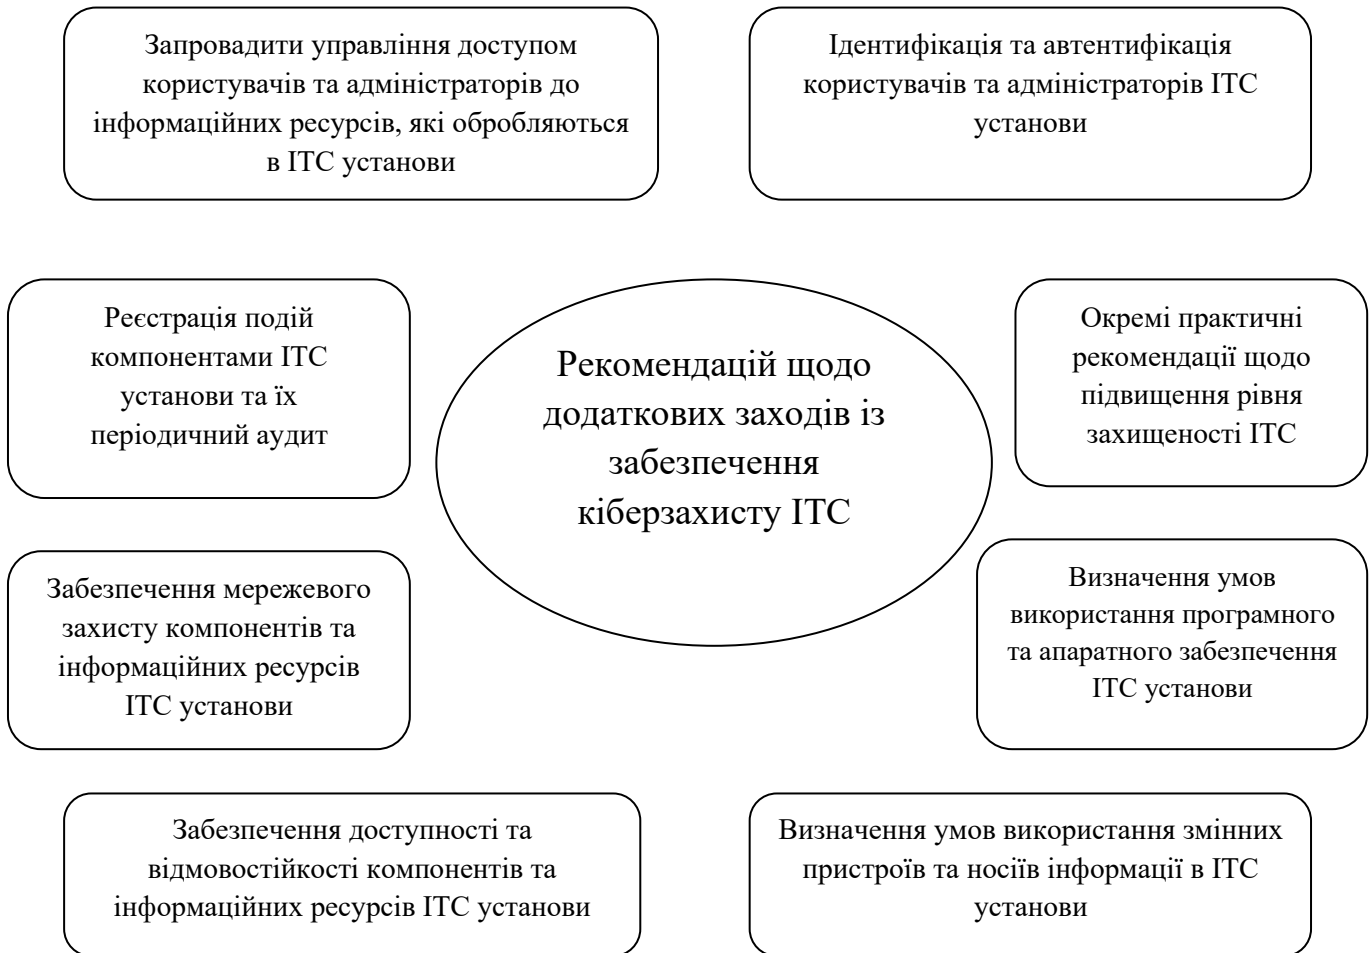 Запровадити управління доступом
користувачів та адміністраторів до
інформаційних ресурсів, які обробляються
в ІТС установи
Ідентифікація та автентифікація
користувачів та адміністраторів ІТС
установи
Реєстрація подій
компонентами ІТС
установи та їх
періодичний аудит
Рекомендацій щодо
додаткових заходів із
забезпечення
кіберзахисту ІТС
Окремі практичні
рекомендації щодо
підвищення рівня
захищеності ІТС
Забезпечення мережевого
захисту компонентів та
інформаційних ресурсів
ІТС установи
Визначення умов
використання програмного
та апаратного забезпечення
ІТС установи
Забезпечення доступності та
відмовостійкості компонентів та
інформаційних ресурсів ІТС установи
Визначення умов використання змінних
пристроїв та носіїв інформації в ІТС
установи